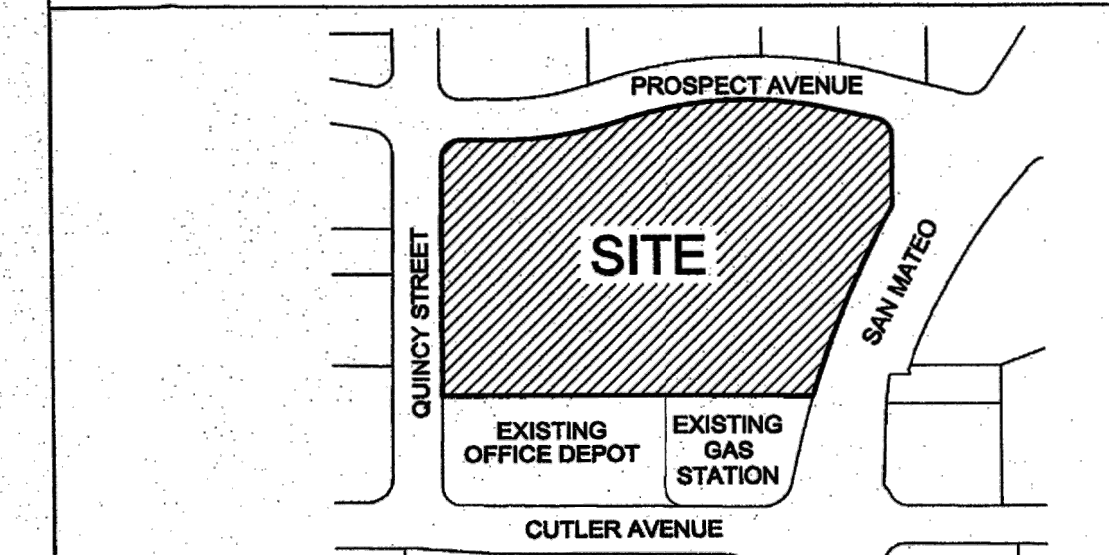 PROSPECT AVENUE
SITE
QUINCY STREET
SAN MATEO
EXISTING
OFFICE DEPOT
EXISTING
GAS
STATION
CUTLER AVENUE